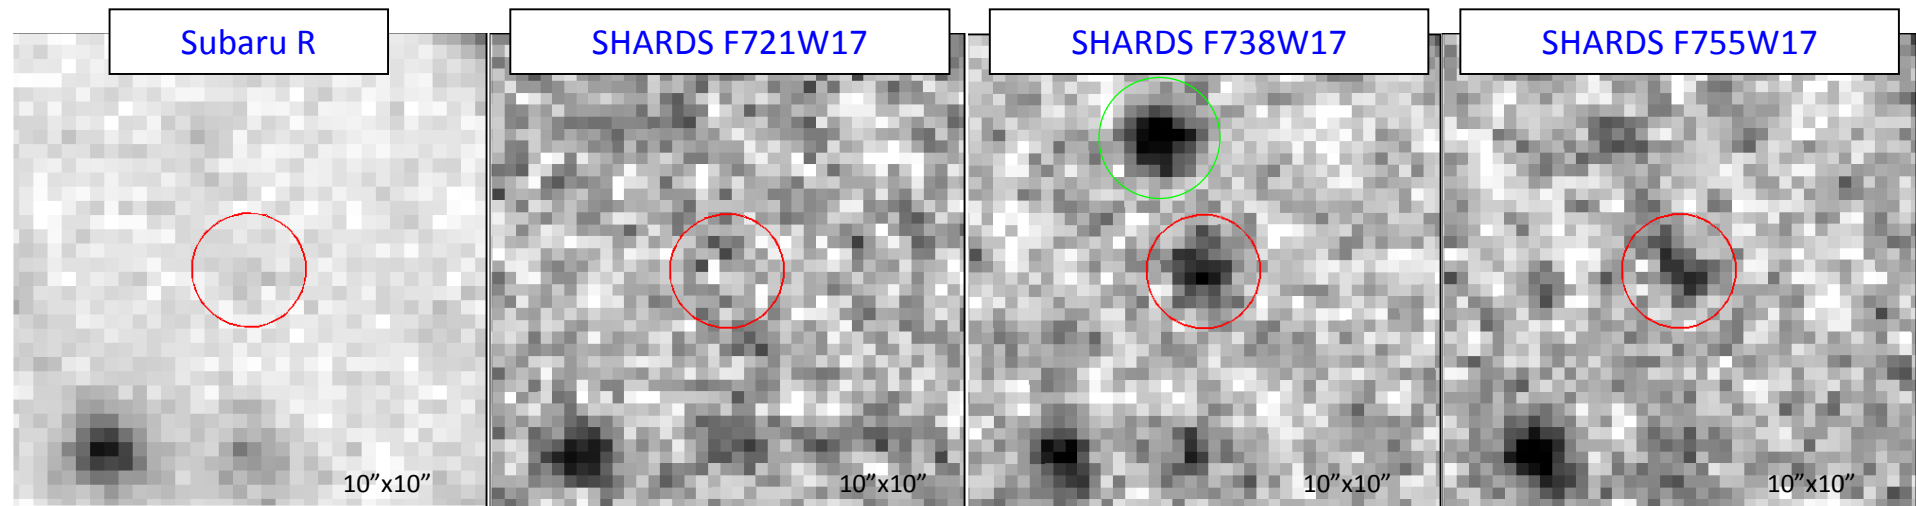 Subaru R
SHARDS F721W17
SHARDS F738W17
SHARDS F755W17
10”x10”
10”x10”
10”x10”
10”x10”